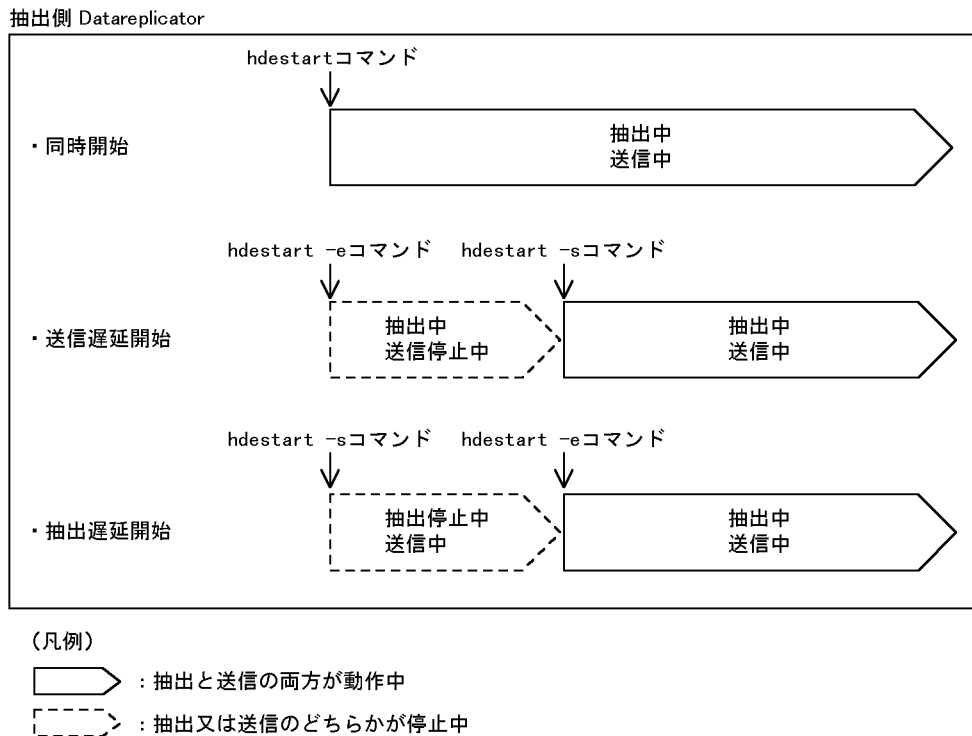 抽出側 Datareplicator
hdestartコマンド
・同時開始
抽出中
送信中
hdestart -eコマンド
hdestart -sコマンド
・送信遅延開始
抽出中
送信停止中
抽出中
送信中
hdestart -sコマンド
hdestart -eコマンド
・抽出遅延開始
抽出停止中
送信中
抽出中
送信中
（凡例）
：抽出と送信の両方が動作中
：抽出又は送信のどちらかが停止中